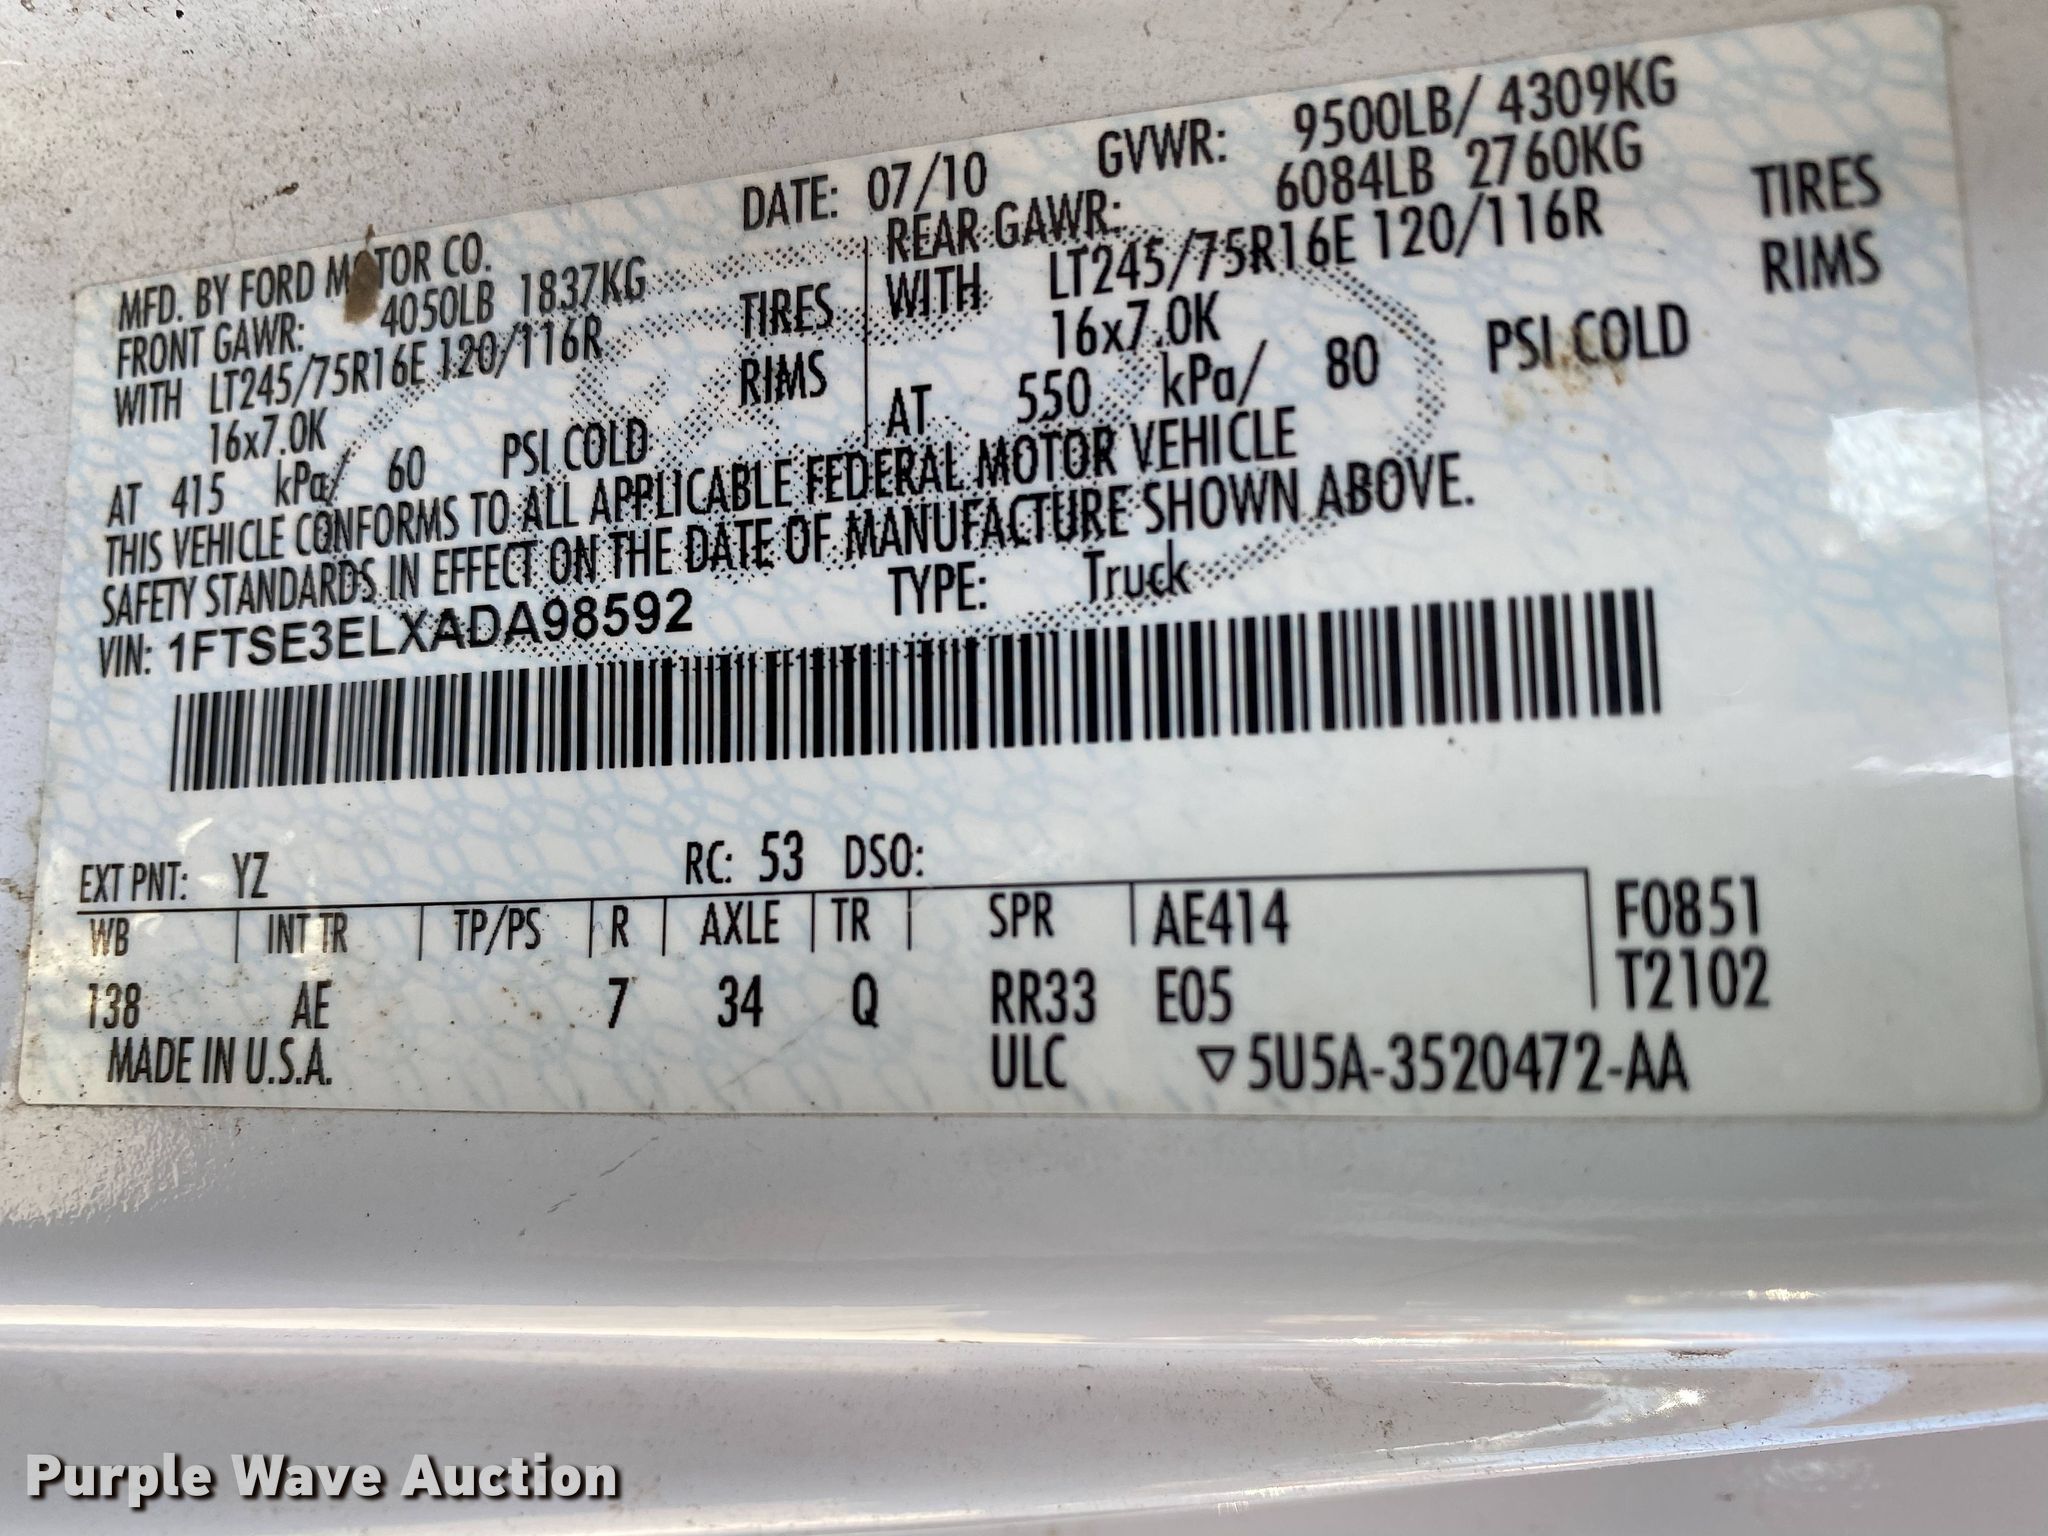 MFD. BY FORD MOTOR CO.
DATE: 07/10 GVWR: 9500LB/ 4309KG
FRONT GAWR: 4050LB 1837KG
WITH LT245/75R16E 120/116R TIRES
16x7.0K RIMS
AT 415 kPa/ 60 PSI COLD
REAR GAWR: 6084LB 2760KG
WITH LT245/75R16E 120/116R TIRES
16x7.0K RIMS
AT 550 kPa/ 80 PSI COLD
THIS VEHICLE CONFORMS TO ALL APPLICABLE FEDERAL MOTOR VEHICLE
SAFETY STANDARDS IN EFFECT ON THE DATE OF MANUFACTURE SHOWN ABOVE.
VIN: 1FTSE3ELXADA98592 TYPE: Truck
EXT PNT: YZ RC: 53 DSO:
WB INT TR TP/PS R AXLE TR SPR AE414 F0851
138 AE 7 34 Q RR33 E05 T2102
MADE IN U.S.A. ULC ▽5U5A-3520472-AA
Purple Wave Auction